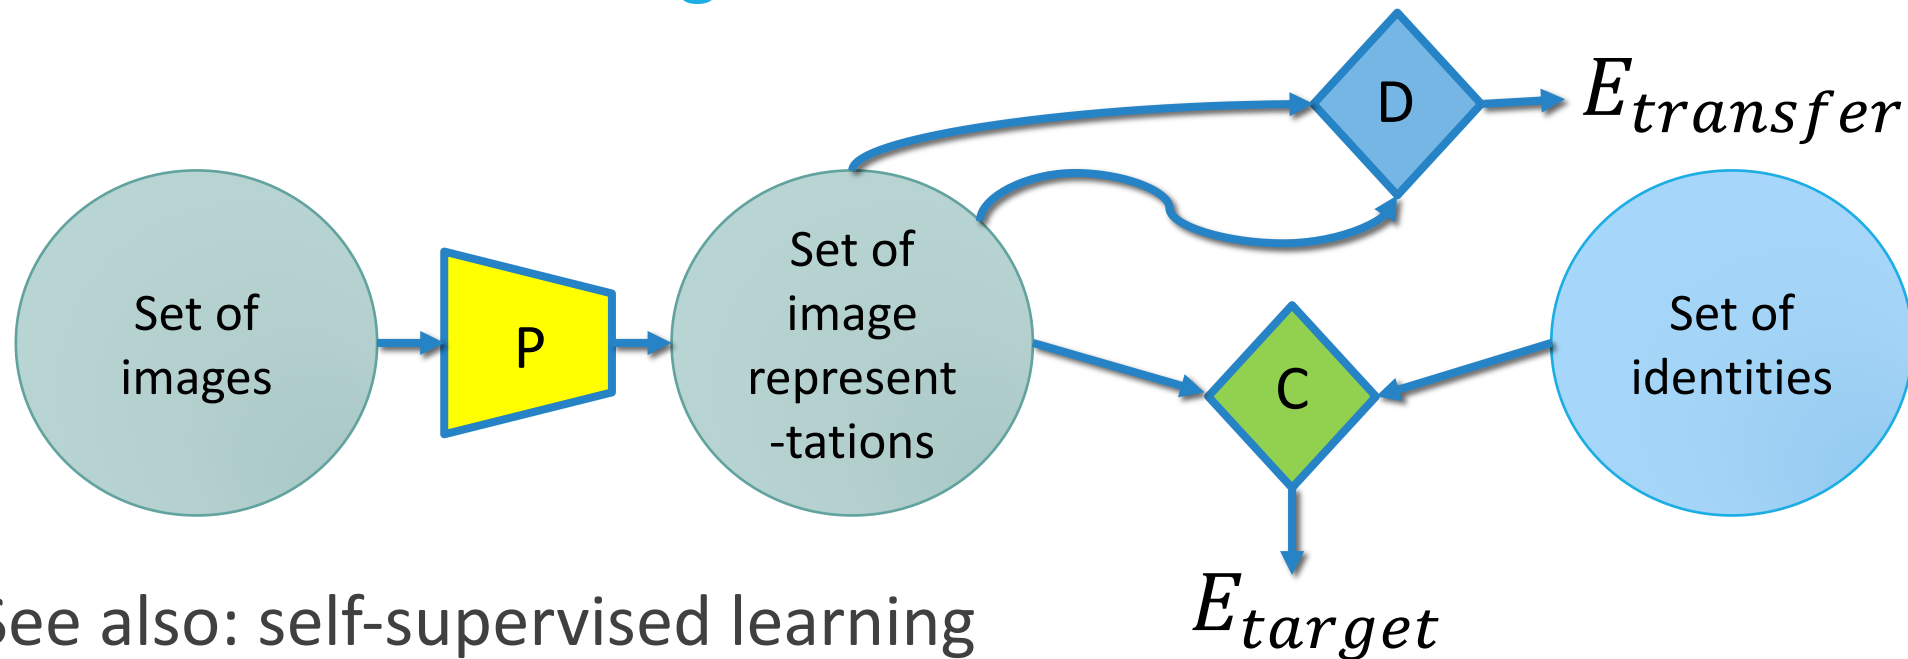 D
E_transfer
Set of
images
P
Set of
image
represent
-tations
C
Set of
identities
E_target
See also: self-supervised learning